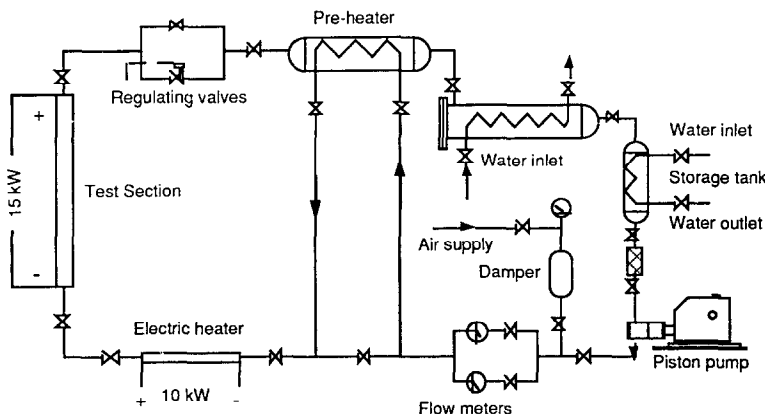 Pre-heater
Regulating valves
Water inlet
Water inlet
Storage tank
Water outlet
+
15 kW
Test Section
-
Air supply
Damper
Electric heater
+ 10 kW -
Flow meters
Piston pump